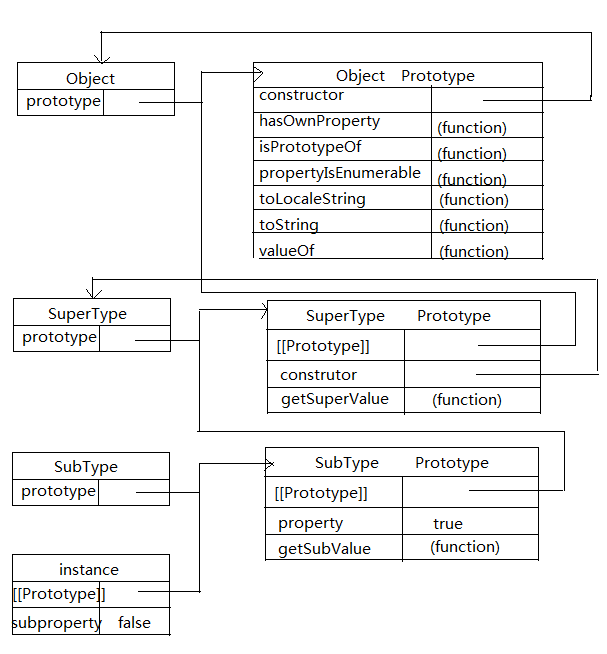 Object
prototype
Object Prototype
constructor
hasOwnProperty (function)
isPrototypeOf (function)
propertyIsEnumerable (function)
toLocaleString (function)
toString (function)
valueOf (function)
SuperType
prototype
SuperType Prototype
[[Prototype]]
construtor
getSuperValue (function)
SubType
prototype
SubType Prototype
[[Prototype]]
property true
getSubValue (function)
instance
[[Prototype]]
subproperty false